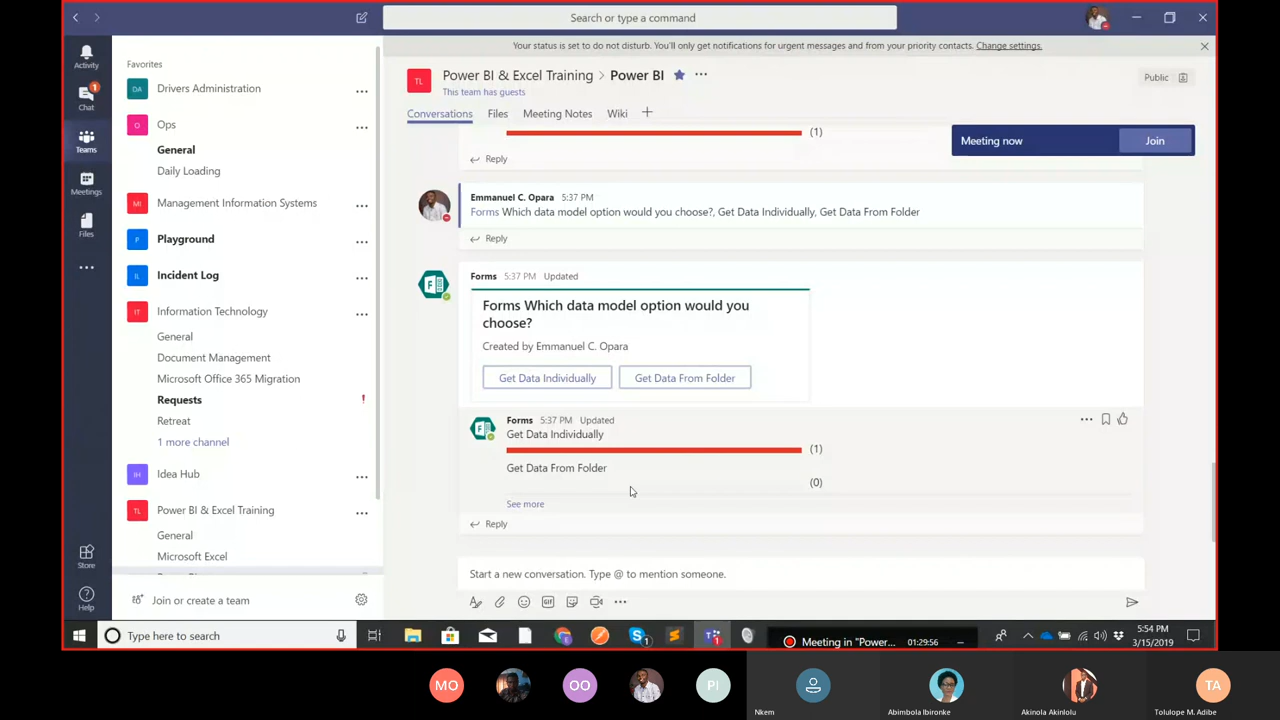 Search or type a command
Your status is set to do not disturb. You'll only get notifications for urgent messages and from your priority contacts. Change settings.
Activity
Chat
1
Teams
Meetings
Files
Store
Help
Favorites
DA Drivers Administration
O Ops
General
Daily Loading
MI Management Information Systems
P Playground
IL Incident Log
IT Information Technology
General
Document Management
Microsoft Office 365 Migration
Requests !
Retreat
1 more channel
IH Idea Hub
TL Power BI & Excel Training
General
Microsoft Excel
Join or create a team
TL Power BI & Excel Training > Power BI
This team has guests
Public
Conversations Files Meeting Notes Wiki
Meeting now Join
(1)
Reply
Emmanuel C. Opara 5:37 PM
Forms Which data model option would you choose?, Get Data Individually, Get Data From Folder
Reply
Forms 5:37 PM Updated
Forms Which data model option would you
choose?
Created by Emmanuel C. Opara
Get Data Individually Get Data From Folder
Forms 5:37 PM Updated
Get Data Individually
(1)
Get Data From Folder
(0)
See more
Reply
Start a new conversation. Type @ to mention someone.
GIF
Type here to search
Meeting in "Power... 01:29:56
5:54 PM
3/15/2019
MO OO PI TA
Nkem Abimbola Ibironke Akinola Akinlolu Tolulope M. Adibe